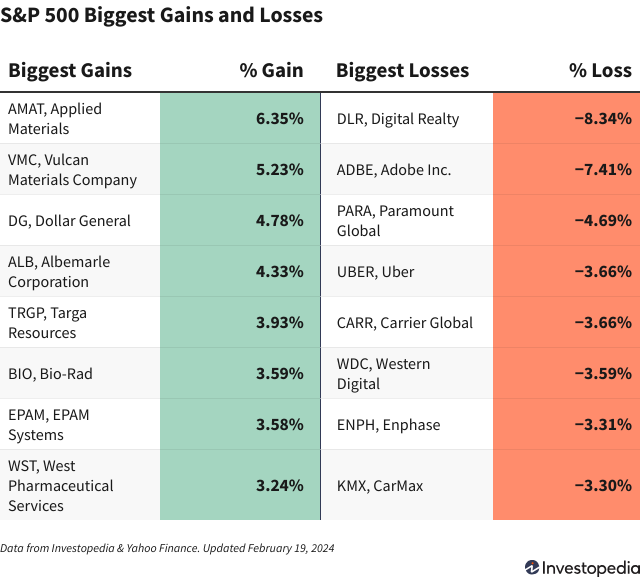 S&P 500 Biggest Gains and Losses
Biggest Gains % Gain Biggest Losses % Loss
AMAT, Applied
Materials
6.35%
DLR, Digital Realty
−8.34%
VMC, Vulcan
Materials Company
5.23%
ADBE, Adobe Inc.
−7.41%
DG, Dollar General
4.78%
PARA, Paramount
Global
−4.69%
ALB, Albemarle
Corporation
4.33%
UBER, Uber
−3.66%
TRGP, Targa
Resources
3.93%
CARR, Carrier Global
−3.66%
BIO, Bio-Rad
3.59%
WDC, Western
Digital
−3.59%
EPAM, EPAM
Systems
3.58%
ENPH, Enphase
−3.31%
WST, West
Pharmaceutical
Services
3.24%
KMX, CarMax
−3.30%
Data from Investopedia & Yahoo Finance. Updated February 19, 2024
Investopedia